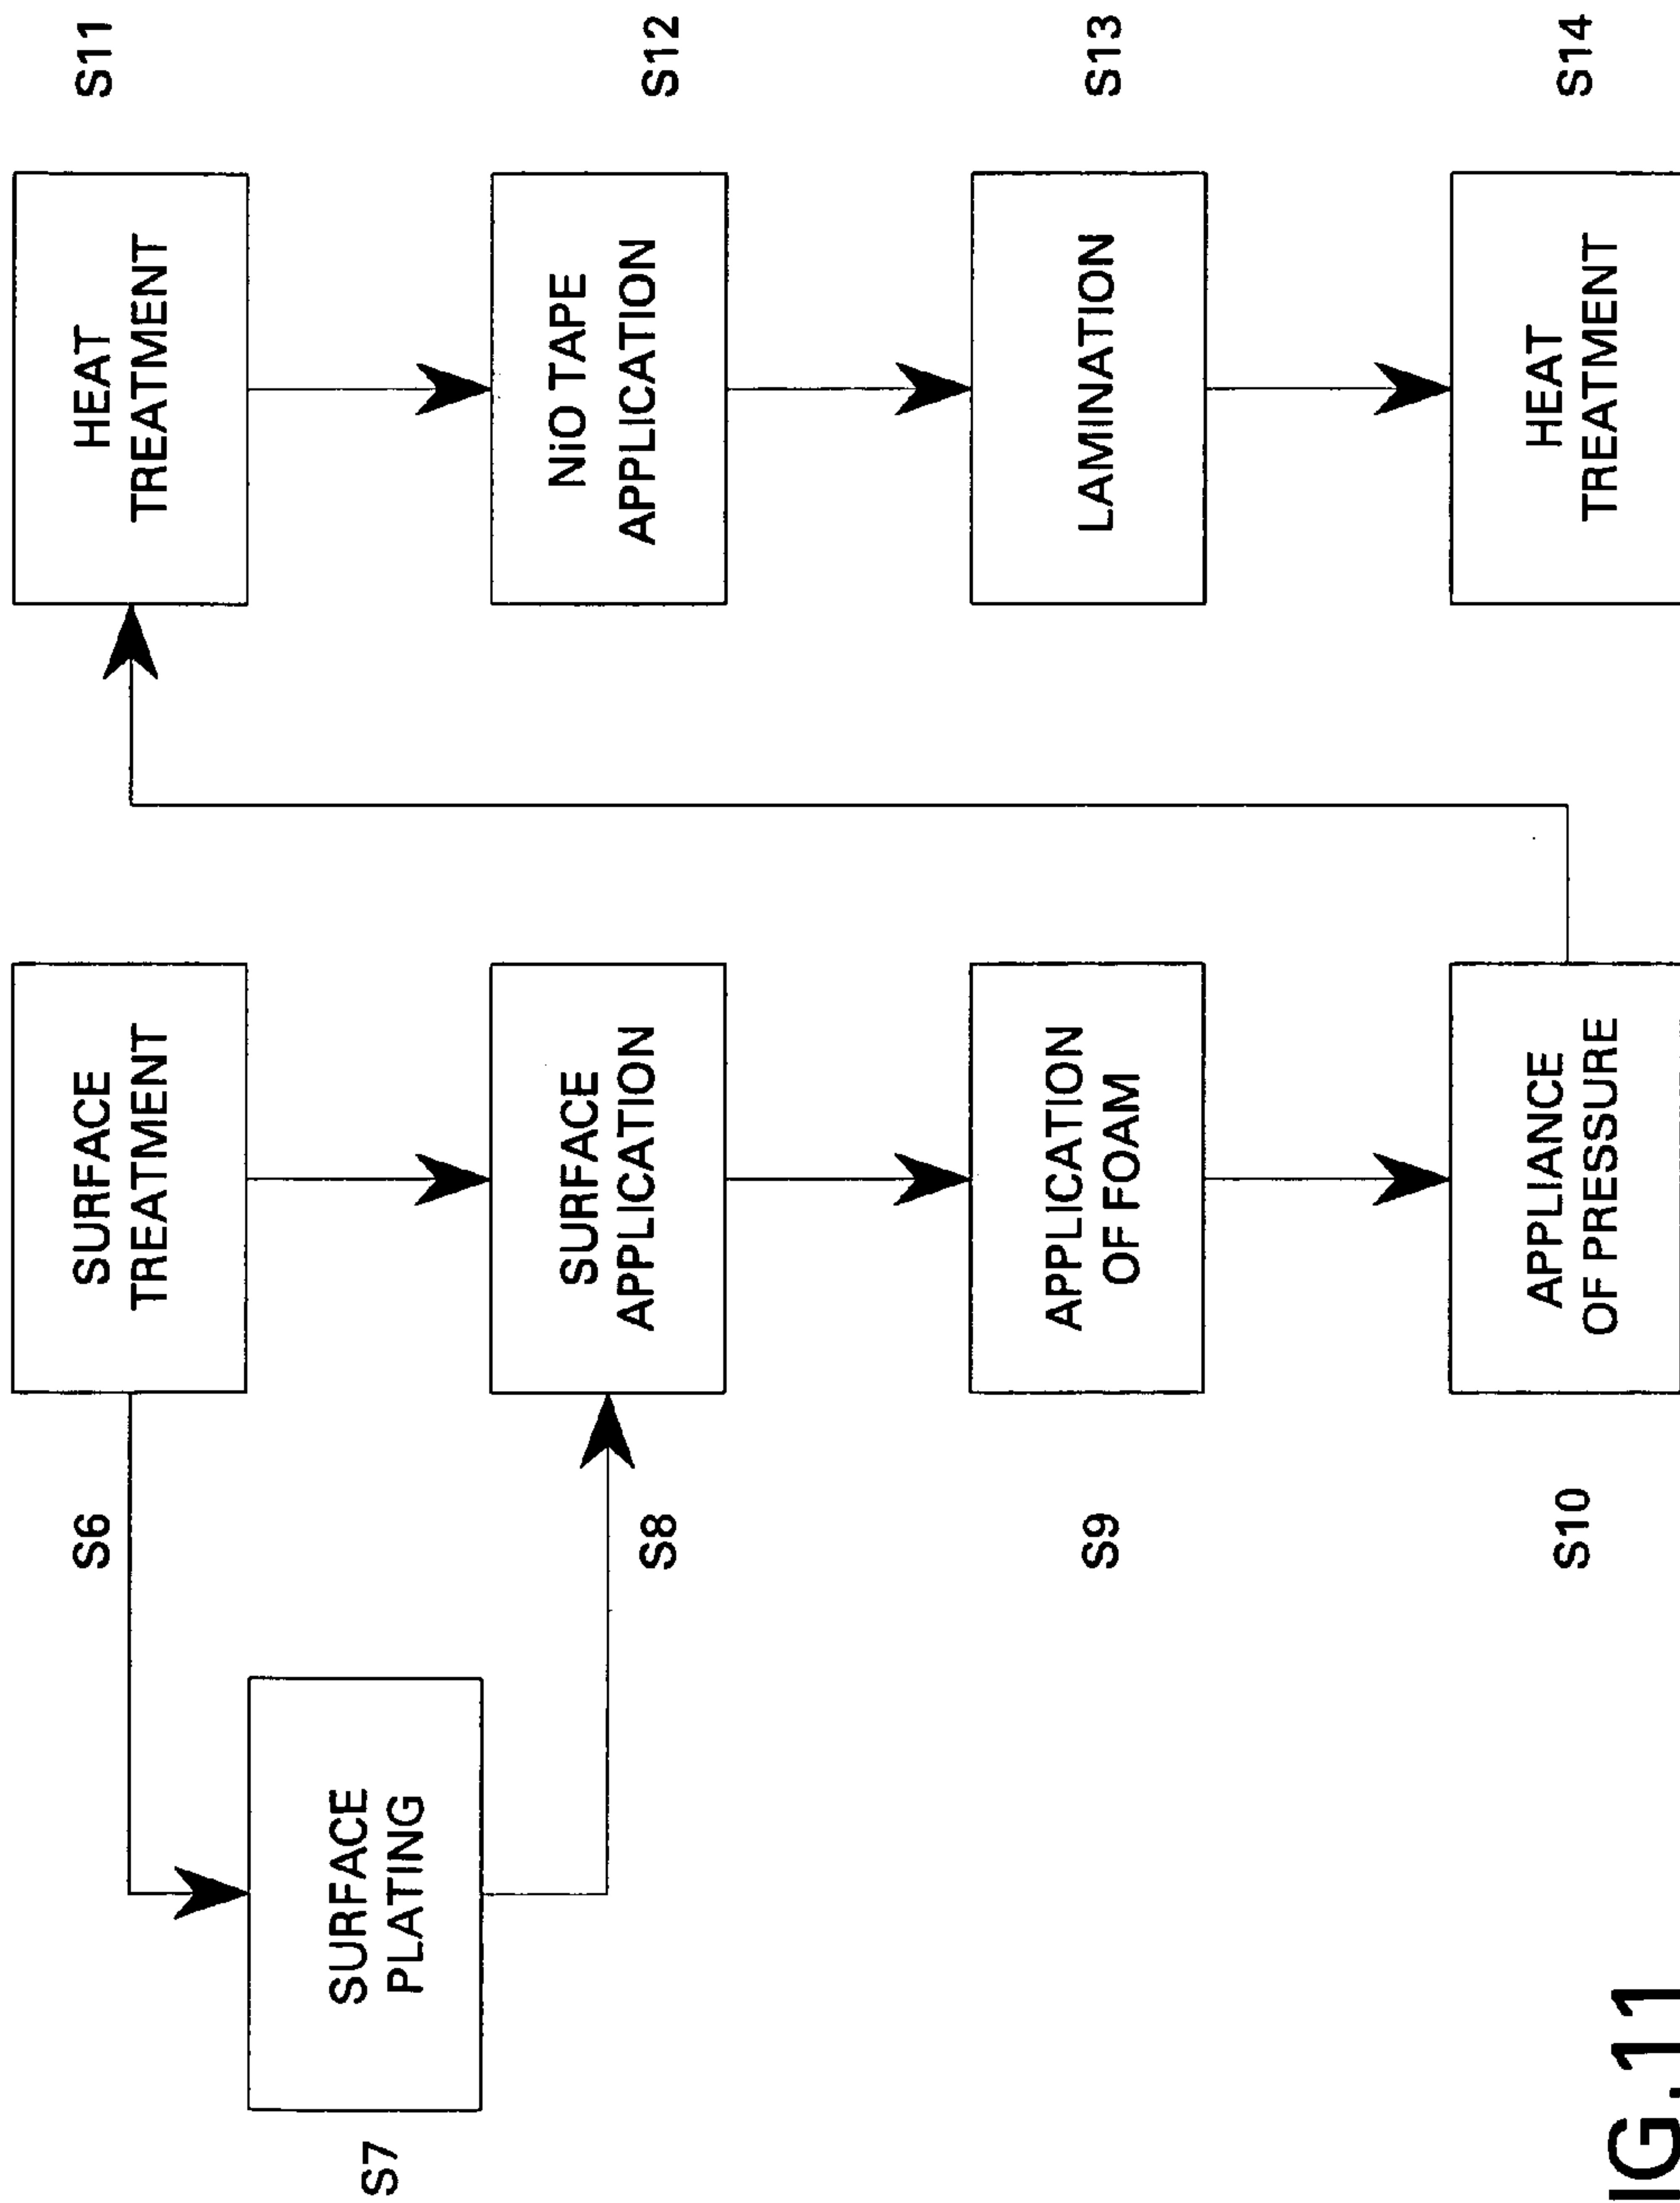 S6
SURFACE
TREATMENT
S7
SURFACE
PLATING
S8
SURFACE
APPLICATION
S9
APPLICATION
OF FOAM
S10
APPLIANCE
OF PRESSURE
S11
HEAT
TREATMENT
S12
NiO TAPE
APPLICATION
S13
LAMINATION
S14
HEAT
TREATMENT
IG.11